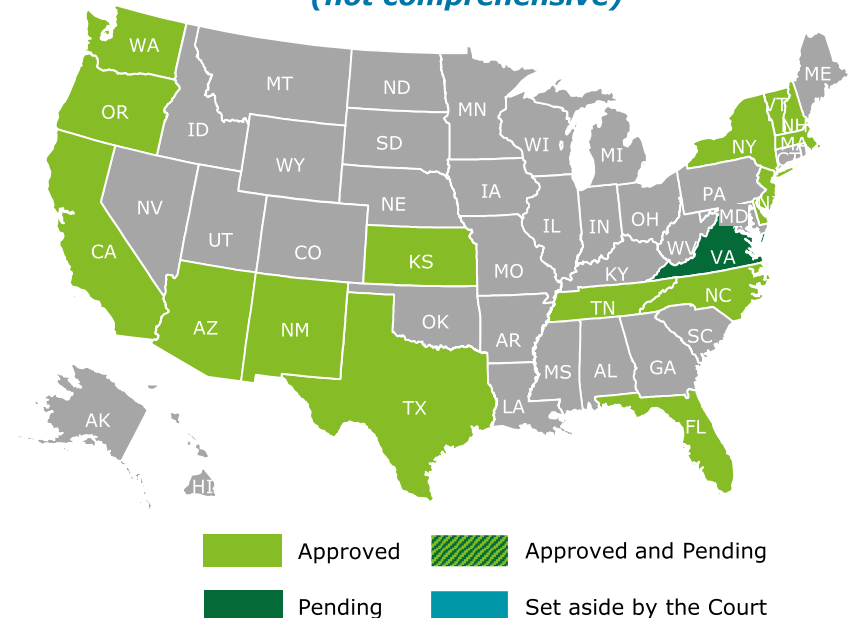 (not comprehensive)
WA
OR
CA
ID
NV
MT
WY
UT
AZ
CO
NM
ND
SD
NE
KS
OK
TX
MN
IA
MO
AR
LA
WI
IL
MS
MI
IN
KY
TN
AL
OH
WV
GA
FL
SC
NC
VA
MD
PA
NY
VT
NH
MA
CT
ME
AK
HI
Approved
Approved and Pending
Pending
Set aside by the Court